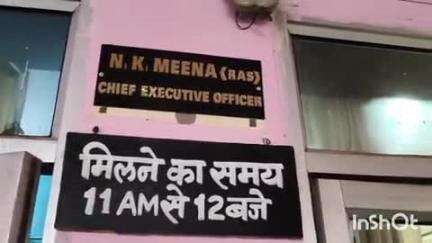 N. K. MEENA (RAS)
CHIEF EXECUTIVE OFFICER
मिलने का समय
11 AM से 12 बजे
InShOt